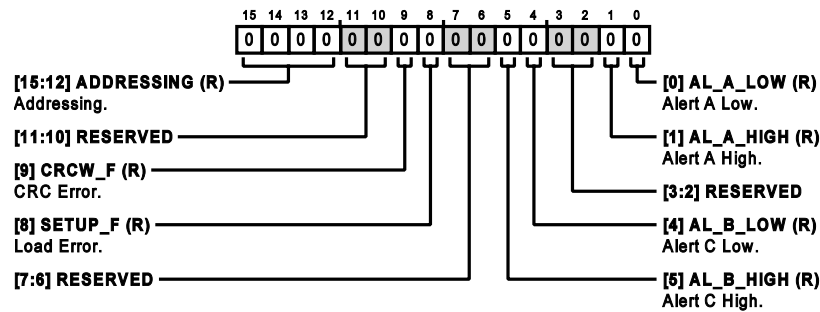 15 14 13 12 11 10 9 8 7 6 5 4 3 2 1 0
0 0 0 0 0 0 0 0 0 0 0 0 0 0 0 0
[15:12] ADDRESSING (R)
Addressing.
[11:10] RESERVED
[9] CRCW_F (R)
CRC Error.
[8] SETUP_F (R)
Load Error.
[7:6] RESERVED
[0] AL_A_LOW (R)
Alert A Low.
[1] AL_A_HIGH (R)
Alert A High.
[3:2] RESERVED
[4] AL_B_LOW (R)
Alert C Low.
[5] AL_B_HIGH (R)
Alert C High.